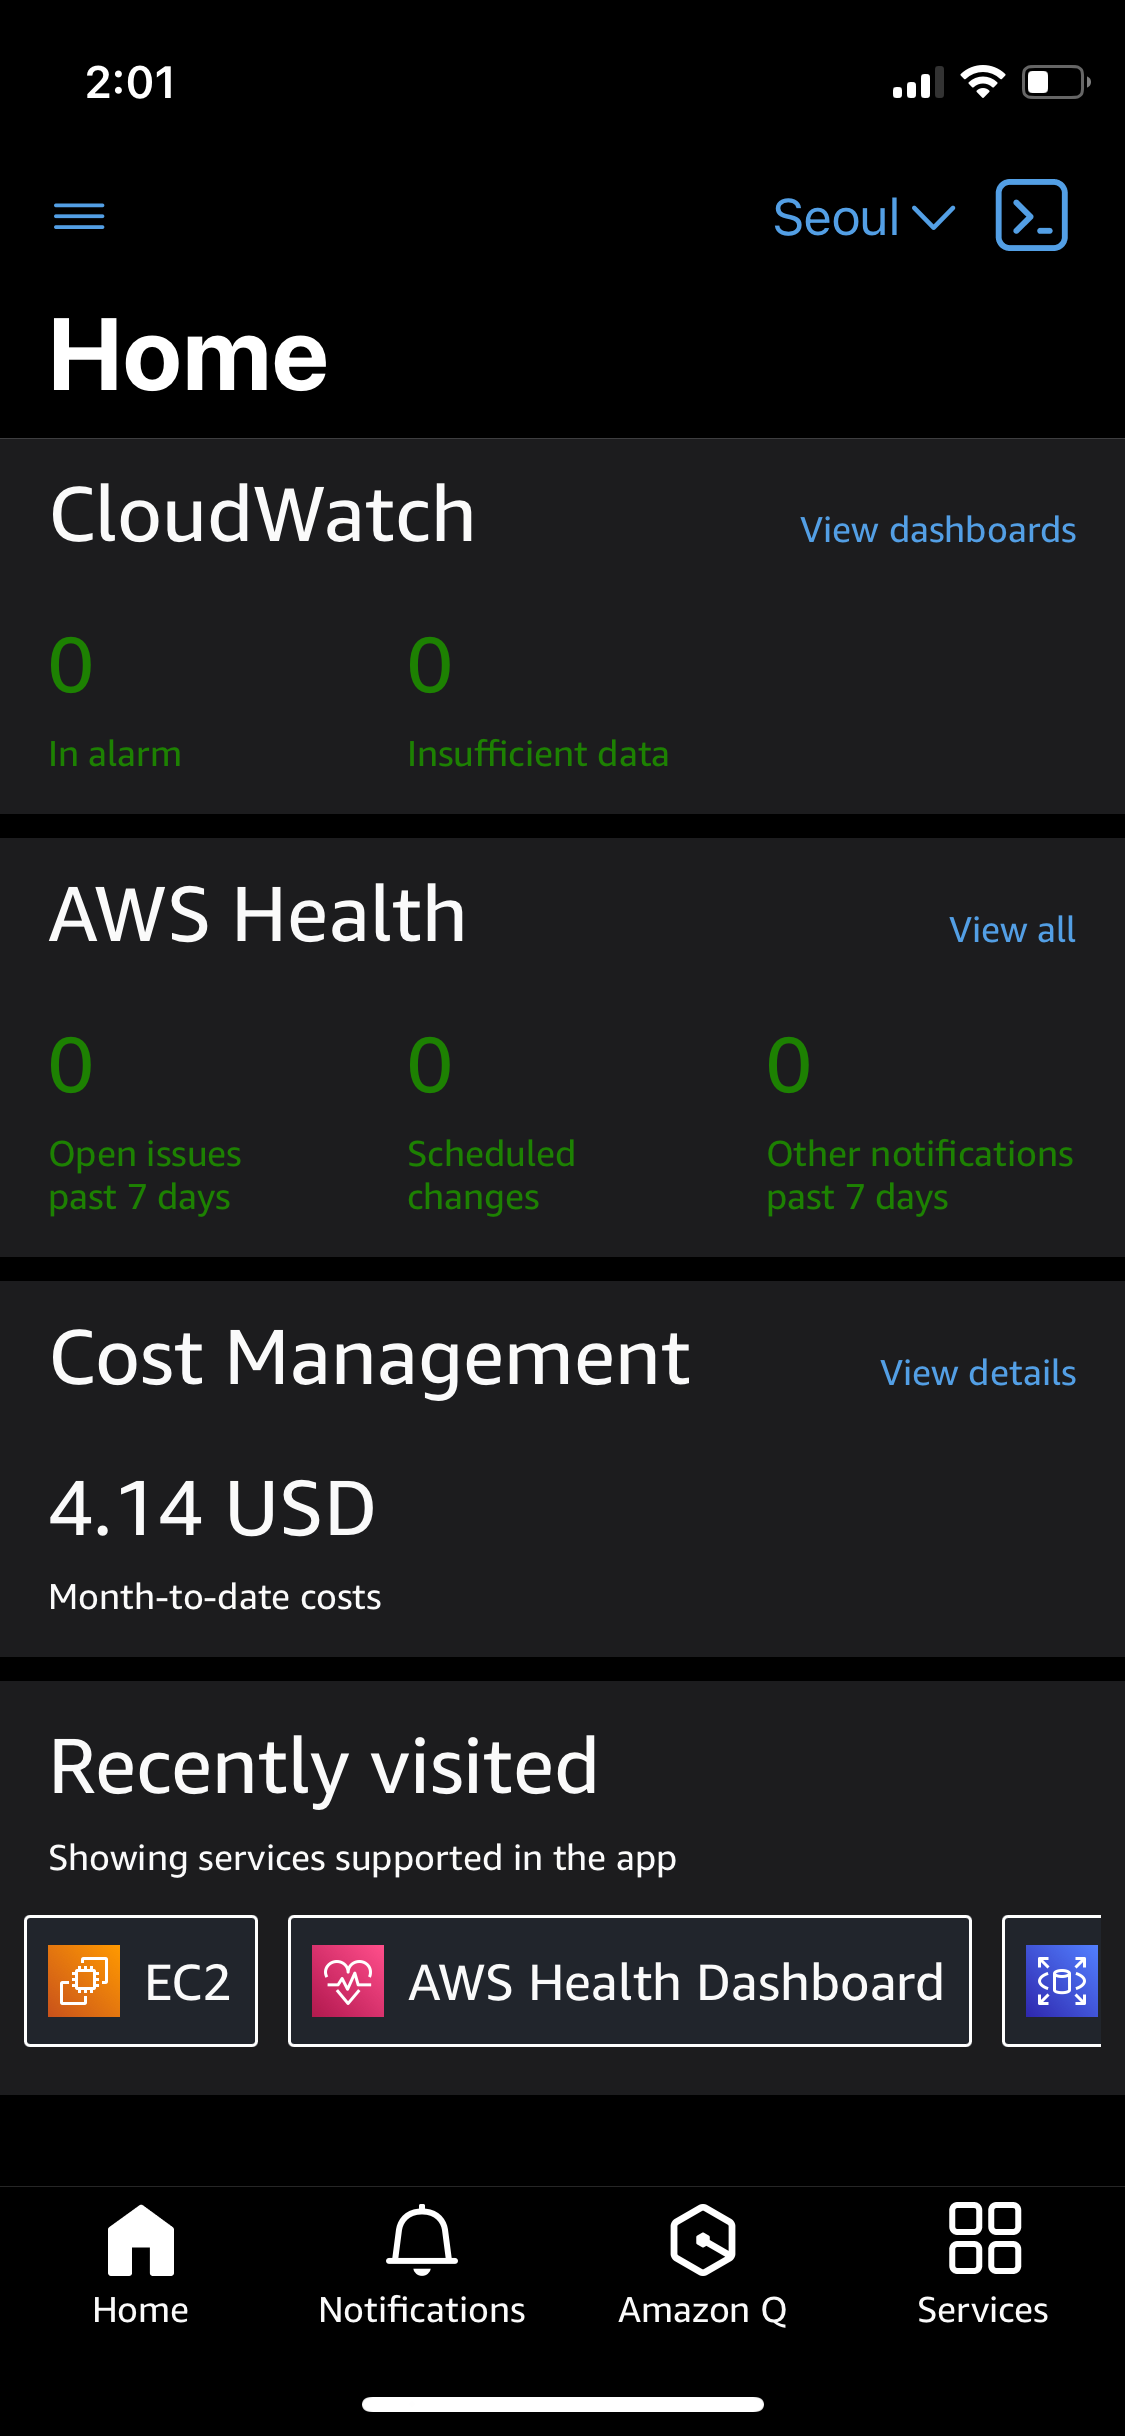 2:01
Seoul
Home
CloudWatch
View dashboards
0
0
In alarm
Insufficient data
AWS Health
View all
0
0
0
Open issues
past 7 days
Scheduled
changes
Other notifications
past 7 days
Cost Management
View details
4.14 USD
Month-to-date costs
Recently visited
Showing services supported in the app
EC2
AWS Health Dashboard
Home
Notifications
Amazon Q
Services